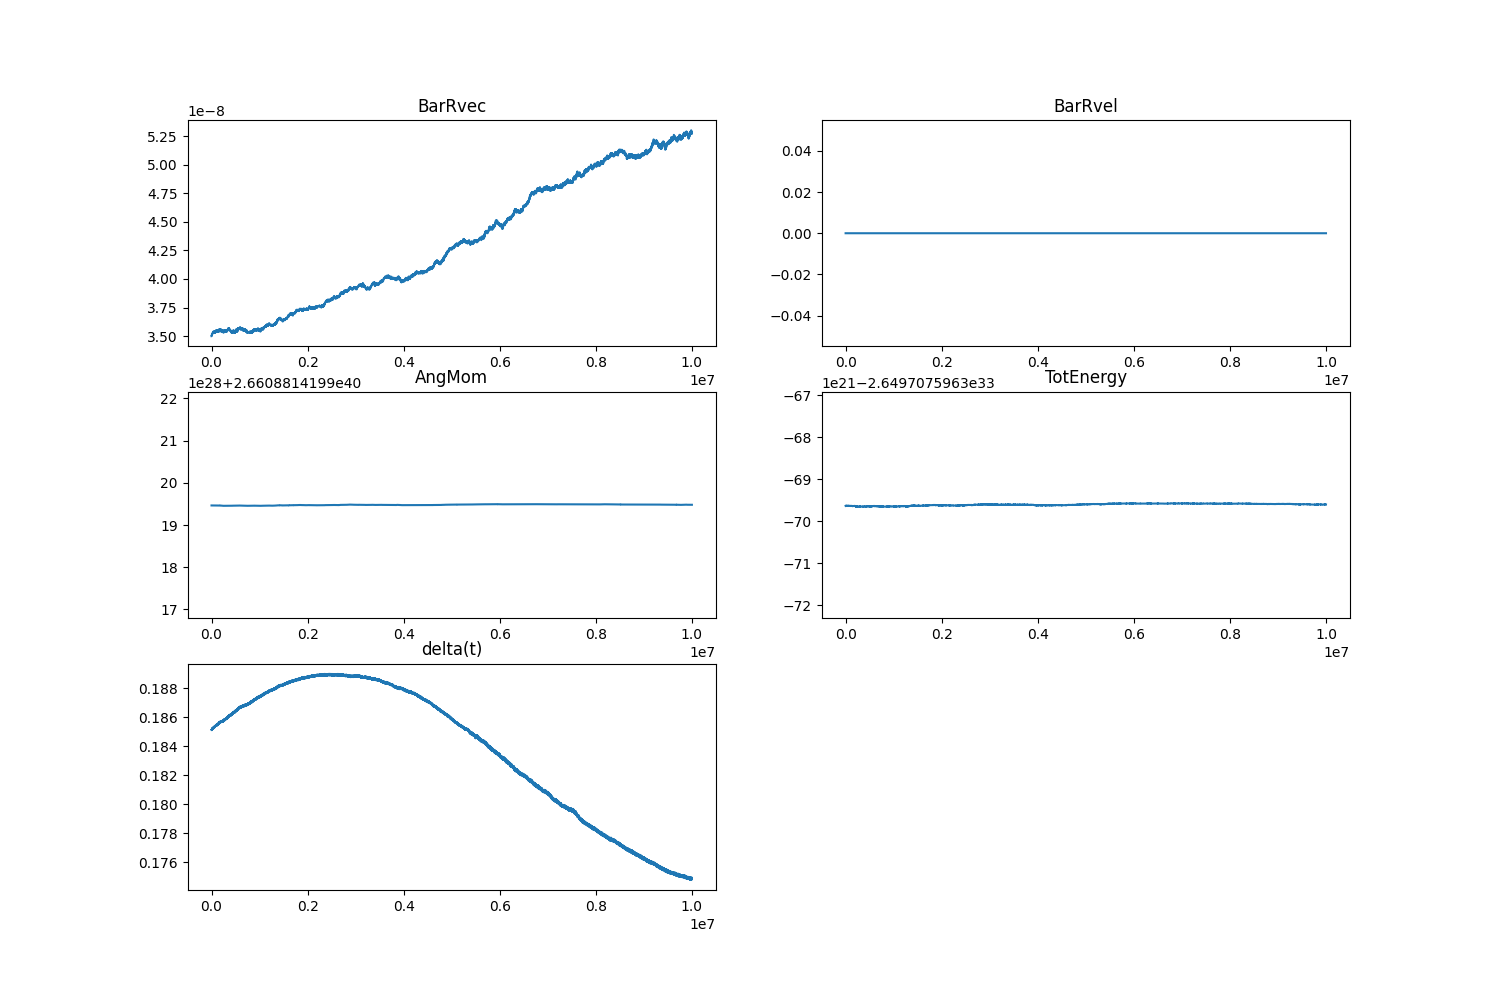 BarRvec
1e−8
5.25
5.00
4.75
4.50
4.25
4.00
3.75
3.50
0.0 0.2 0.4 0.6 0.8 1.0
1e7
BarRvel
0.04
0.02
0.00
−0.02
−0.04
0.0 0.2 0.4 0.6 0.8 1.0
1e7
AngMom
1e28+2.6608814199e40
22
21
20
19
18
17
0.0 0.2 0.4 0.6 0.8 1.0
1e7
TotEnergy
1e21−2.6497075963e33
−67
−68
−69
−70
−71
−72
0.0 0.2 0.4 0.6 0.8 1.0
1e7
delta(t)
0.188
0.186
0.184
0.182
0.180
0.178
0.176
0.0 0.2 0.4 0.6 0.8 1.0
1e7